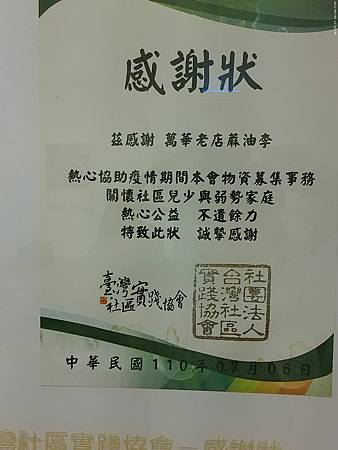 感謝狀
茲感謝 萬華老店蔴油李
熱心協助疫情期間本會物資募集事務
關懷社區兒少與弱勢家庭
熱心公益 不遺餘力
特致此狀 誠摯感謝
臺灣
社區實踐協會
社團法人
台灣社區
實踐協會
中華民國110年07月06日
灣社區實踐協會－感謝狀